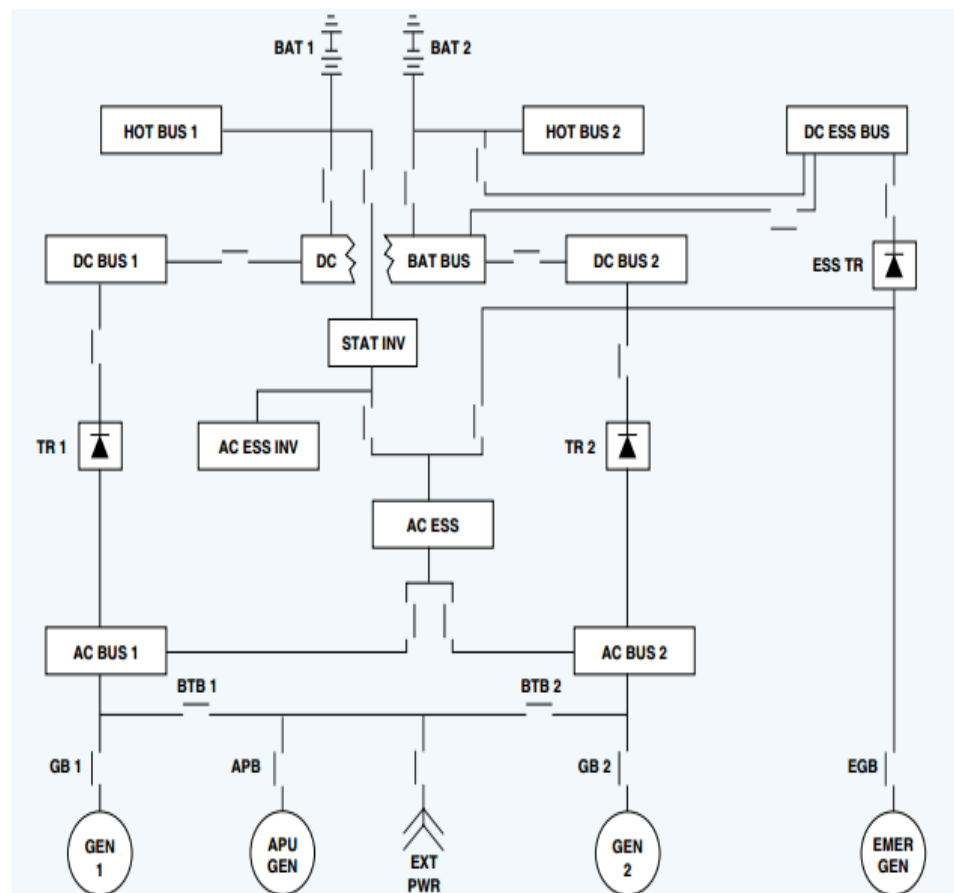 BAT 1
BAT 2
HOT BUS 1
HOT BUS 2
DC ESS BUS
DC BUS 1
DC
BAT BUS
DC BUS 2
ESS TR
STAT INV
TR 1
AC ESS INV
TR 2
AC ESS
AC BUS 1
AC BUS 2
BTB 1
BTB 2
GB 1
APB
GB 2
EGB
GEN
1
APU
GEN
EXT
PWR
GEN
2
EMER
GEN